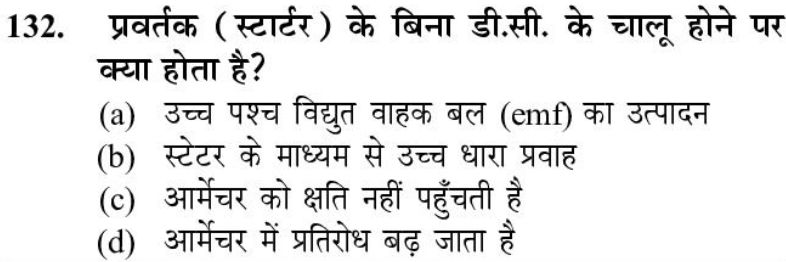 132. प्रवर्तक (स्टार्टर) के बिना डी.सी. के चालू होने पर
क्या होता है?
(a) उच्च पश्च विद्युत वाहक बल (emf) का उत्पादन
(b) स्टेटर के माध्यम से उच्च धारा प्रवाह
(c) आर्मेचर को क्षति नहीं पहुँचती है
(d) आर्मेचर में प्रतिरोध बढ़ जाता है